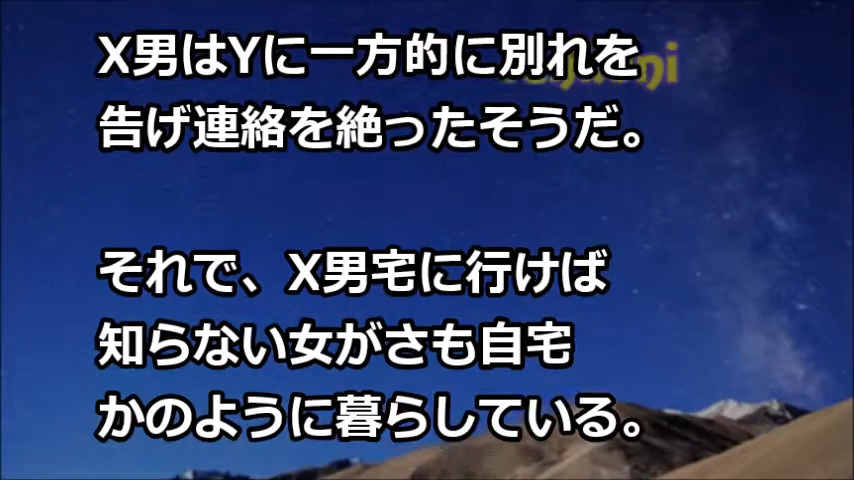 X男はYに一方的に別れを
告げ連絡を絶ったそうだ。
それで、X男宅に行けば
知らない女がさも自宅
かのように暮らしている。